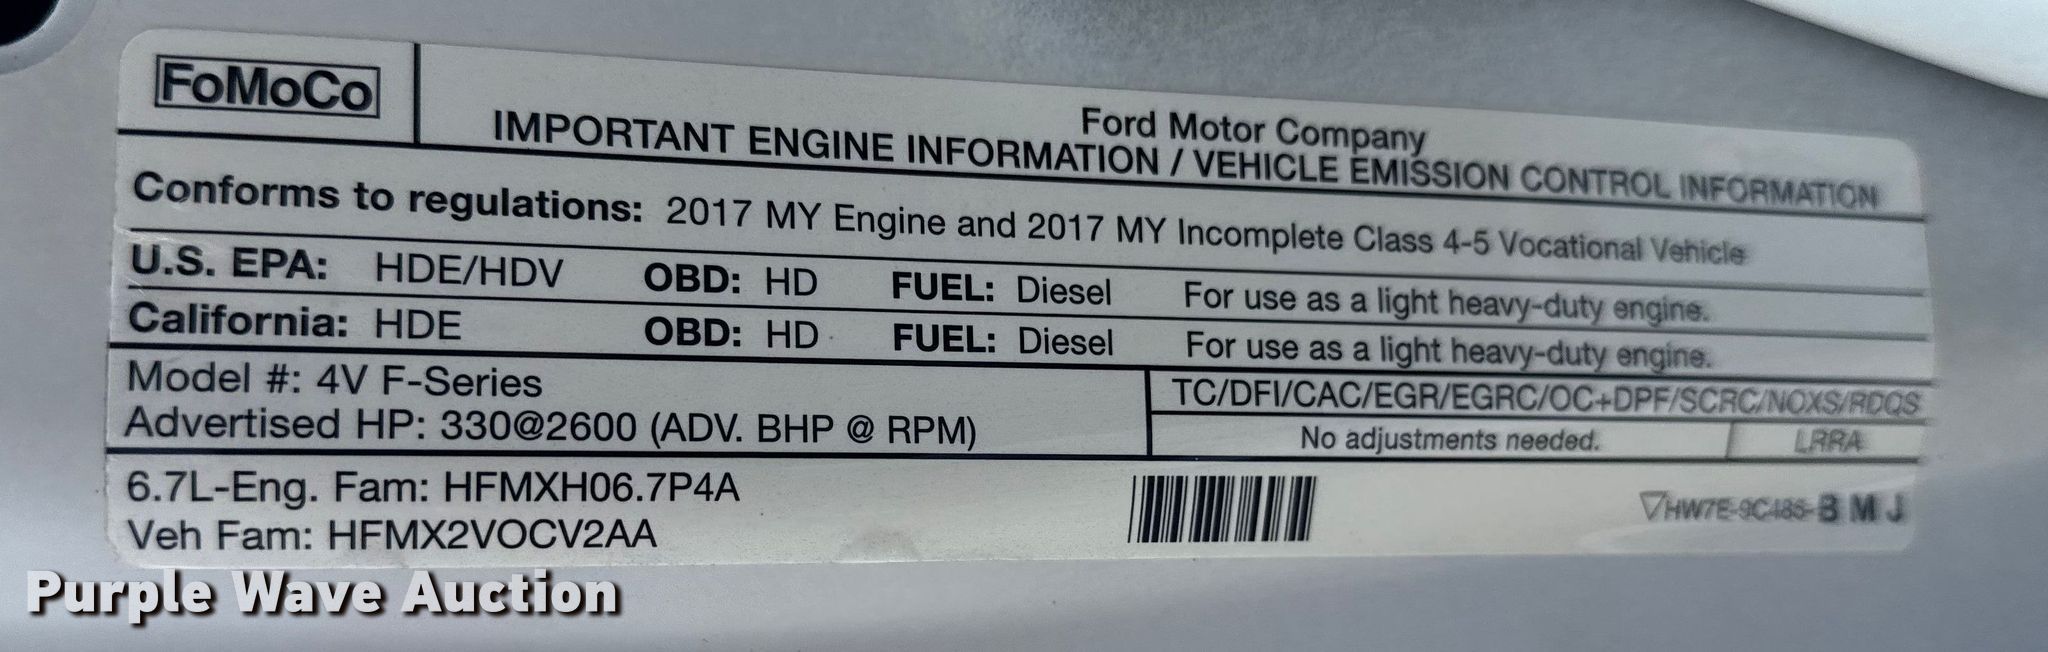 FoMoCo
Ford Motor Company
IMPORTANT ENGINE INFORMATION / VEHICLE EMISSION CONTROL INFORMATION
Conforms to regulations: 2017 MY Engine and 2017 MY Incomplete Class 4-5 Vocational Vehicle
U.S. EPA: HDE/HDV OBD: HD FUEL: Diesel For use as a light heavy-duty engine.
California: HDE OBD: HD FUEL: Diesel For use as a light heavy-duty engine.
Model #: 4V F-Series
Advertised HP: 330@2600 (ADV. BHP @ RPM)
TC/DFI/CAC/EGR/EGRC/OC+DPF/SCRC/NOXS/RDQS
No adjustments needed. LRRA
6.7L-Eng. Fam: HFMXH06.7P4A
Veh Fam: HFMX2VOCV2AA
HW7E-9C485-B M J
Purple Wave Auction